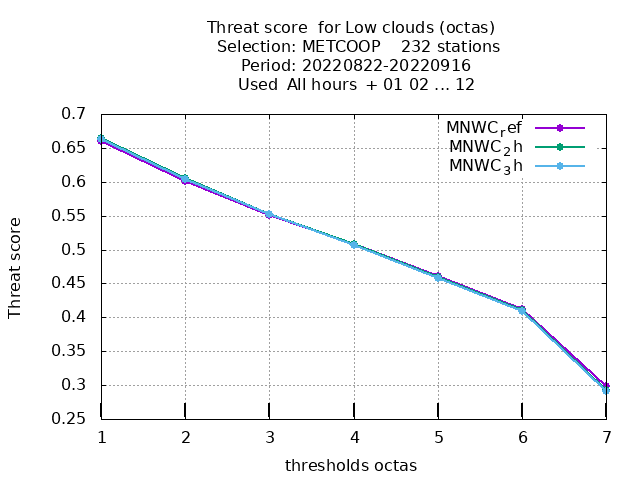 Threat score  for Low clouds (octas)
Selection: METCOOP    232 stations
Period: 20220822-20220916
Used  All hours  + 01 02 ... 12
0.7
0.65
0.6
0.55
0.5
0.45
0.4
0.35
0.3
0.25
Threat score
MNWC_ref
MNWC_2h
MNWC_3h
1 2 3 4 5 6 7
thresholds octas